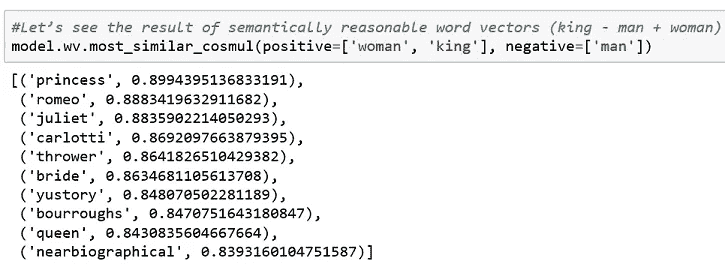 #Let’s see the result of semantically reasonable word vectors (king - man + woman)
model.wv.most_similar_cosmul(positive=['woman', 'king'], negative=['man'])
[('princess', 0.8994395136833191),
('romeo', 0.8883419632911682),
('juliet', 0.8835902214050293),
('carlotti', 0.8692097663879395),
('thrower', 0.8641826510429382),
('bride', 0.8634681105613708),
('yustory', 0.848070502281189),
('bourroughs', 0.8470751643180847),
('queen', 0.8430835604667664),
('nearbiographical', 0.8393160104751587)]